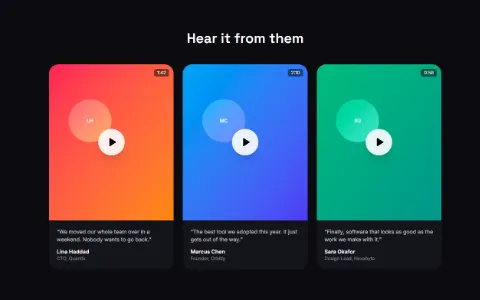 Hear it from them
1:42
LH
"We moved our whole team over in a
weekend. Nobody wants to go back."
Lina Haddad
CTO, Quanta
2:10
MC
"The best tool we adopted this year. It just
gets out of the way."
Marcus Chen
Founder, Orbitly
0:58
"Finally, software that looks as good as the
work we make with it."
Sara Okafor
Design Lead,